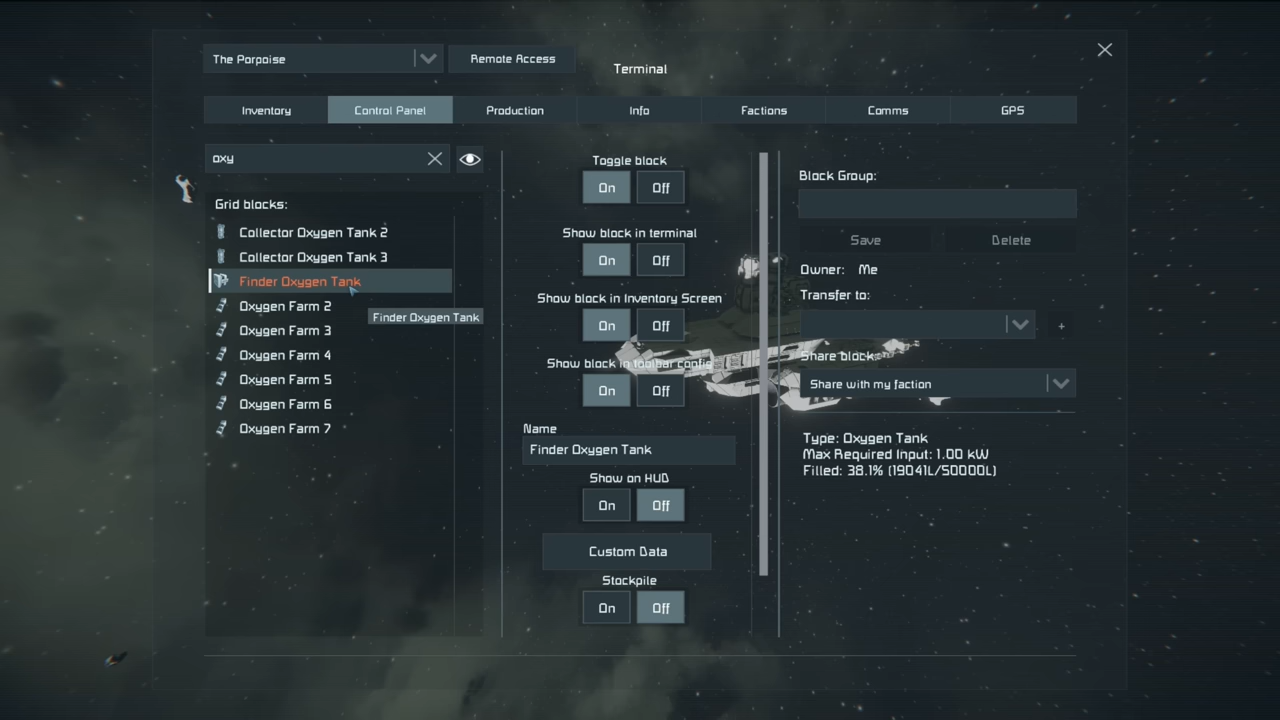 The Porpoise
Remote Access
Terminal
Inventory
Control Panel
Production
Info
Factions
Comms
GPS
oxy
Grid blocks:
Collector Oxygen Tank 2
Collector Oxygen Tank 3
Finder Oxygen Tank
Oxygen Farm 2
Finder Oxygen Tank
Oxygen Farm 3
Oxygen Farm 4
Oxygen Farm 5
Oxygen Farm 6
Oxygen Farm 7
Toggle block
On Off
Show block in terminal
On Off
Show block in Inventory Screen
On Off
Show block in toolbar config
On Off
Name
Finder Oxygen Tank
Show on HUD
On Off
Custom Data
Stockpile
On Off
Block Group:
Save Delete
Owner: Me
Transfer to:
+
Share block:
Share with my faction
Type: Oxygen Tank
Max Required Input: 1.00 kW
Filled: 38.1% (19041L/50000L)